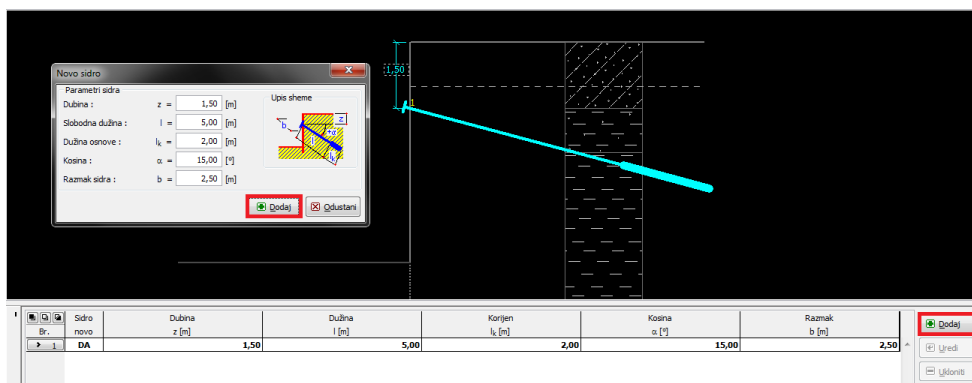 Novo sidro
Parametri sidra
Dubina : z = 1,50 [m]
Slobodna dužina : l = 5,00 [m]
Dužina osnove : lk = 2,00 [m]
Kosina : α = 15,00 [°]
Razmak sidra : b = 2,50 [m]
Upis sheme
b z +α l lk
Dodaj Odustani
1,50
1
Sidro Dubina Dužina Korijen Kosina Razmak
Br. novo z [m] l [m] lk [m] α [°] b [m]
1 DA 1,50 5,00 2,00 15,00 2,50
Dodaj
Uredi
Ukloniti